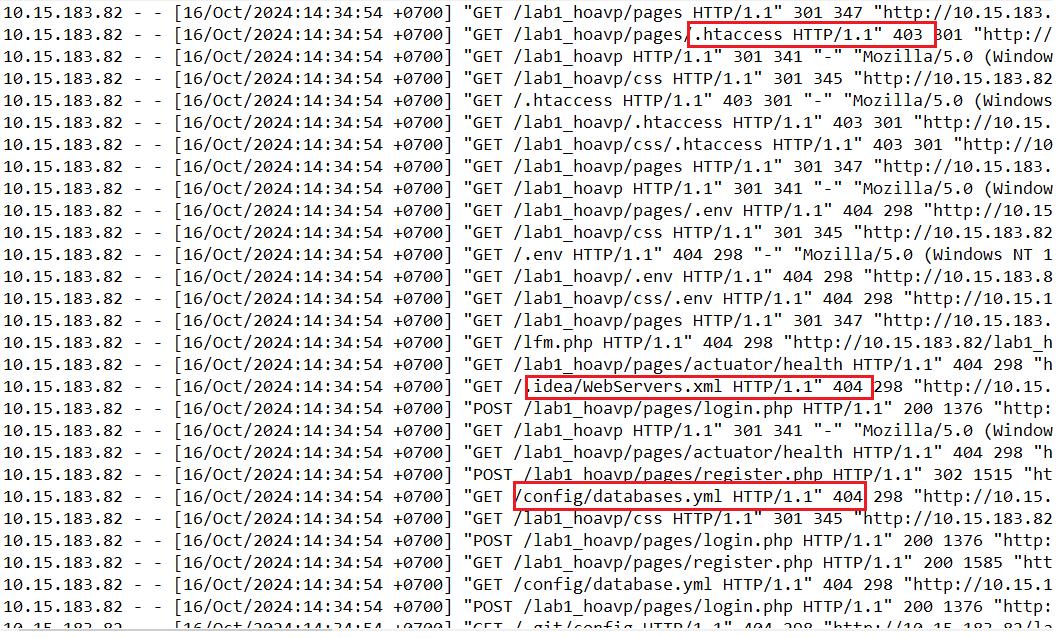 10.15.183.82 - - [16/Oct/2024:14:34:54 +0700] "GET /lab1_hoavp/pages HTTP/1.1" 301 347 "http://10.15.183.
10.15.183.82 - - [16/Oct/2024:14:34:54 +0700] "GET /lab1_hoavp/pages/.htaccess HTTP/1.1" 403 301 "http://
10.15.183.82 - - [16/Oct/2024:14:34:54 +0700] "GET /lab1_hoavp HTTP/1.1" 301 341 "-" "Mozilla/5.0 (Window
10.15.183.82 - - [16/Oct/2024:14:34:54 +0700] "GET /lab1_hoavp/css HTTP/1.1" 301 345 "http://10.15.183.82
10.15.183.82 - - [16/Oct/2024:14:34:54 +0700] "GET /.htaccess HTTP/1.1" 403 301 "-" "Mozilla/5.0 (Windows
10.15.183.82 - - [16/Oct/2024:14:34:54 +0700] "GET /lab1_hoavp/.htaccess HTTP/1.1" 403 301 "http://10.15.
10.15.183.82 - - [16/Oct/2024:14:34:54 +0700] "GET /lab1_hoavp/css/.htaccess HTTP/1.1" 403 301 "http://10
10.15.183.82 - - [16/Oct/2024:14:34:54 +0700] "GET /lab1_hoavp/pages HTTP/1.1" 301 347 "http://10.15.183.
10.15.183.82 - - [16/Oct/2024:14:34:54 +0700] "GET /lab1_hoavp HTTP/1.1" 301 341 "-" "Mozilla/5.0 (Window
10.15.183.82 - - [16/Oct/2024:14:34:54 +0700] "GET /lab1_hoavp/pages/.env HTTP/1.1" 404 298 "http://10.15
10.15.183.82 - - [16/Oct/2024:14:34:54 +0700] "GET /lab1_hoavp/css HTTP/1.1" 301 345 "http://10.15.183.82
10.15.183.82 - - [16/Oct/2024:14:34:54 +0700] "GET /.env HTTP/1.1" 404 298 "-" "Mozilla/5.0 (Windows NT 1
10.15.183.82 - - [16/Oct/2024:14:34:54 +0700] "GET /lab1_hoavp/.env HTTP/1.1" 404 298 "http://10.15.183.8
10.15.183.82 - - [16/Oct/2024:14:34:54 +0700] "GET /lab1_hoavp/css/.env HTTP/1.1" 404 298 "http://10.15.1
10.15.183.82 - - [16/Oct/2024:14:34:54 +0700] "GET /lab1_hoavp/pages HTTP/1.1" 301 347 "http://10.15.183.
10.15.183.82 - - [16/Oct/2024:14:34:54 +0700] "GET /lfm.php HTTP/1.1" 404 298 "http://10.15.183.82/lab1_h
10.15.183.82 - - [16/Oct/2024:14:34:54 +0700] "GET /lab1_hoavp/pages/actuator/health HTTP/1.1" 404 298 "h
10.15.183.82 - - [16/Oct/2024:14:34:54 +0700] "GET /.idea/WebServers.xml HTTP/1.1" 404 298 "http://10.15.
10.15.183.82 - - [16/Oct/2024:14:34:54 +0700] "POST /lab1_hoavp/pages/login.php HTTP/1.1" 200 1376 "http:
10.15.183.82 - - [16/Oct/2024:14:34:54 +0700] "GET /lab1_hoavp HTTP/1.1" 301 341 "-" "Mozilla/5.0 (Window
10.15.183.82 - - [16/Oct/2024:14:34:54 +0700] "GET /lab1_hoavp/pages/actuator/health HTTP/1.1" 404 298 "h
10.15.183.82 - - [16/Oct/2024:14:34:54 +0700] "POST /lab1_hoavp/pages/register.php HTTP/1.1" 302 1515 "ht
10.15.183.82 - - [16/Oct/2024:14:34:54 +0700] "GET /config/databases.yml HTTP/1.1" 404 298 "http://10.15.
10.15.183.82 - - [16/Oct/2024:14:34:54 +0700] "GET /lab1_hoavp/css HTTP/1.1" 301 345 "http://10.15.183.82
10.15.183.82 - - [16/Oct/2024:14:34:54 +0700] "POST /lab1_hoavp/pages/login.php HTTP/1.1" 200 1376 "http:
10.15.183.82 - - [16/Oct/2024:14:34:54 +0700] "GET /lab1_hoavp/pages/register.php HTTP/1.1" 200 1585 "htt
10.15.183.82 - - [16/Oct/2024:14:34:54 +0700] "GET /config/database.yml HTTP/1.1" 404 298 "http://10.15.1
10.15.183.82 - - [16/Oct/2024:14:34:54 +0700] "POST /lab1_hoavp/pages/login.php HTTP/1.1" 200 1376 "http:
10.15.183.82 - - [16/Oct/2024:14:34:54 +0700] "GET /.git/config HTTP/1.1" 404 298 "http://10.15.183.82/la